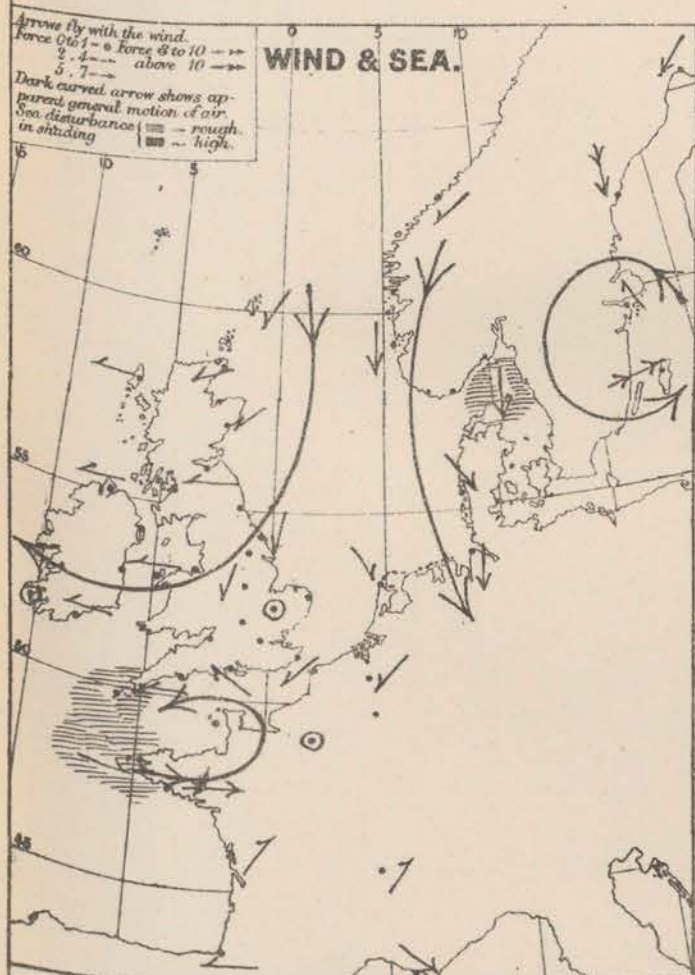 Arrows fly with the wind.
Force 0 to 1 - Force 8 to 10 -
2 . 4 - above 10 -
5 . 7 -
Dark curved arrow shows ap-
parent general motion of air.
Sea disturbance - rough.
in shading - high.
WIND & SEA.
0 5 10
15 10 5
60
55
50
45